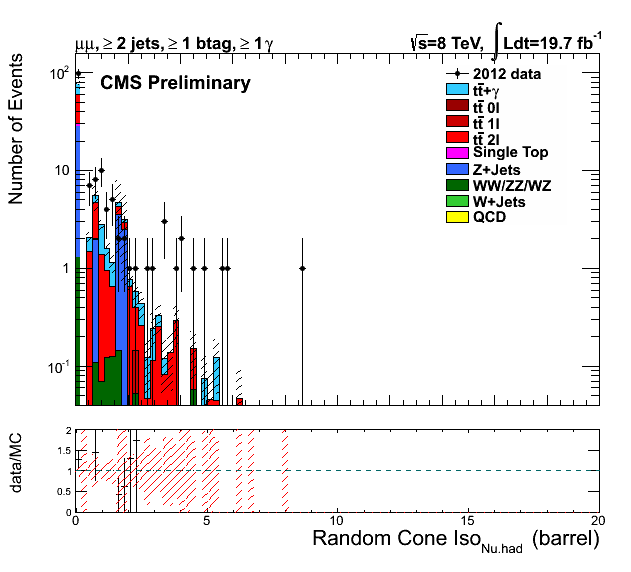 μμ, ≥ 2 jets, ≥ 1 btag, ≥ 1 γ
√s=8 TeV, ∫ Ldt=19.7 fb⁻¹
CMS Preliminary
Number of Events
10²
10
1
10⁻¹
2012 data
tt̄+γ
tt̄ 0l
tt̄ 1l
tt̄ 2l
Single Top
Z+Jets
WW/ZZ/WZ
W+Jets
QCD
data/MC
2
1.5
1
0.5
0
0 5 10 15 20
Random Cone Iso_Nu.had (barrel)